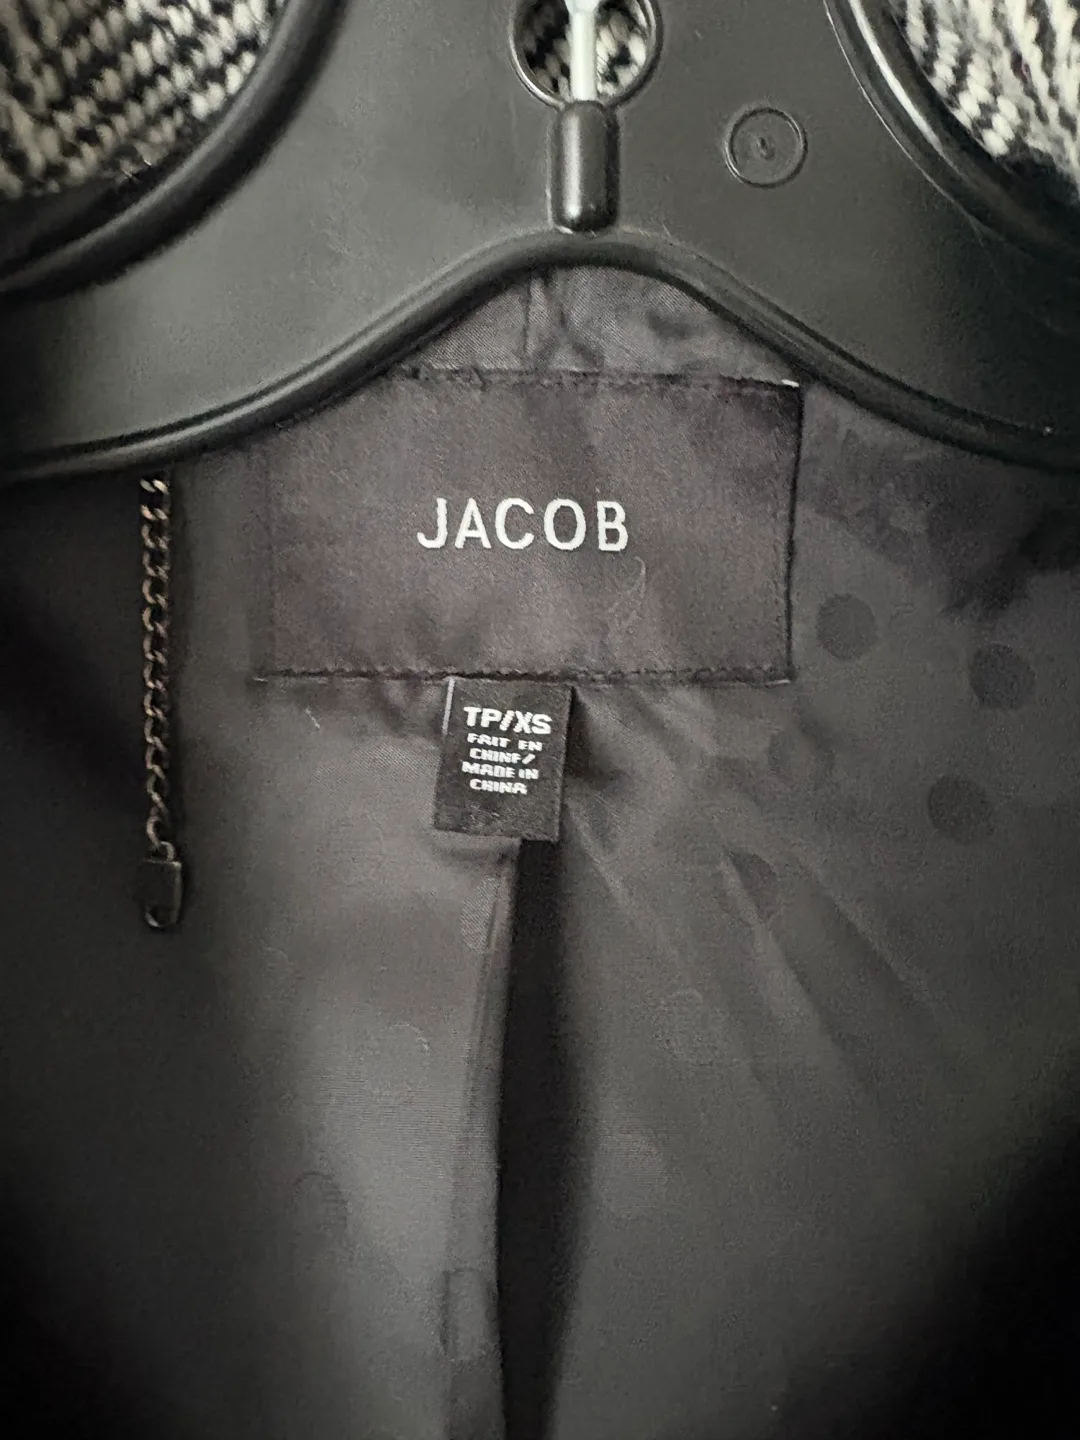 JACOB
TP/XS
FAIT EN
CHINE/
MADE IN
CHINA